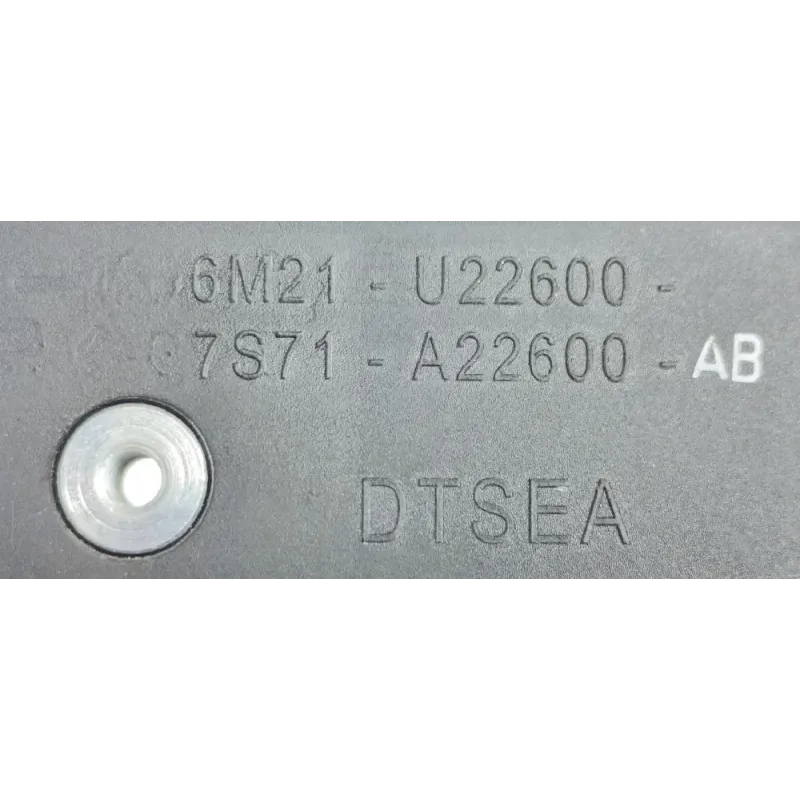 6M21 - U22600 -
7S71 - A22600 - AB
DTSEA